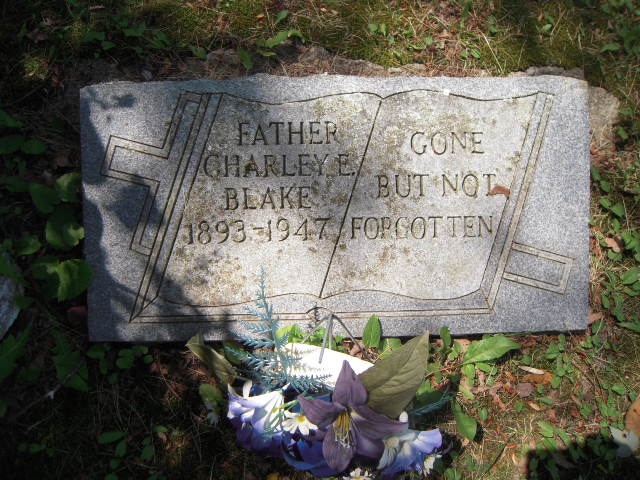 FATHER
CHARLEY E.
BLAKE
1893-1947
GONE
BUT NOT
FORGOTTEN